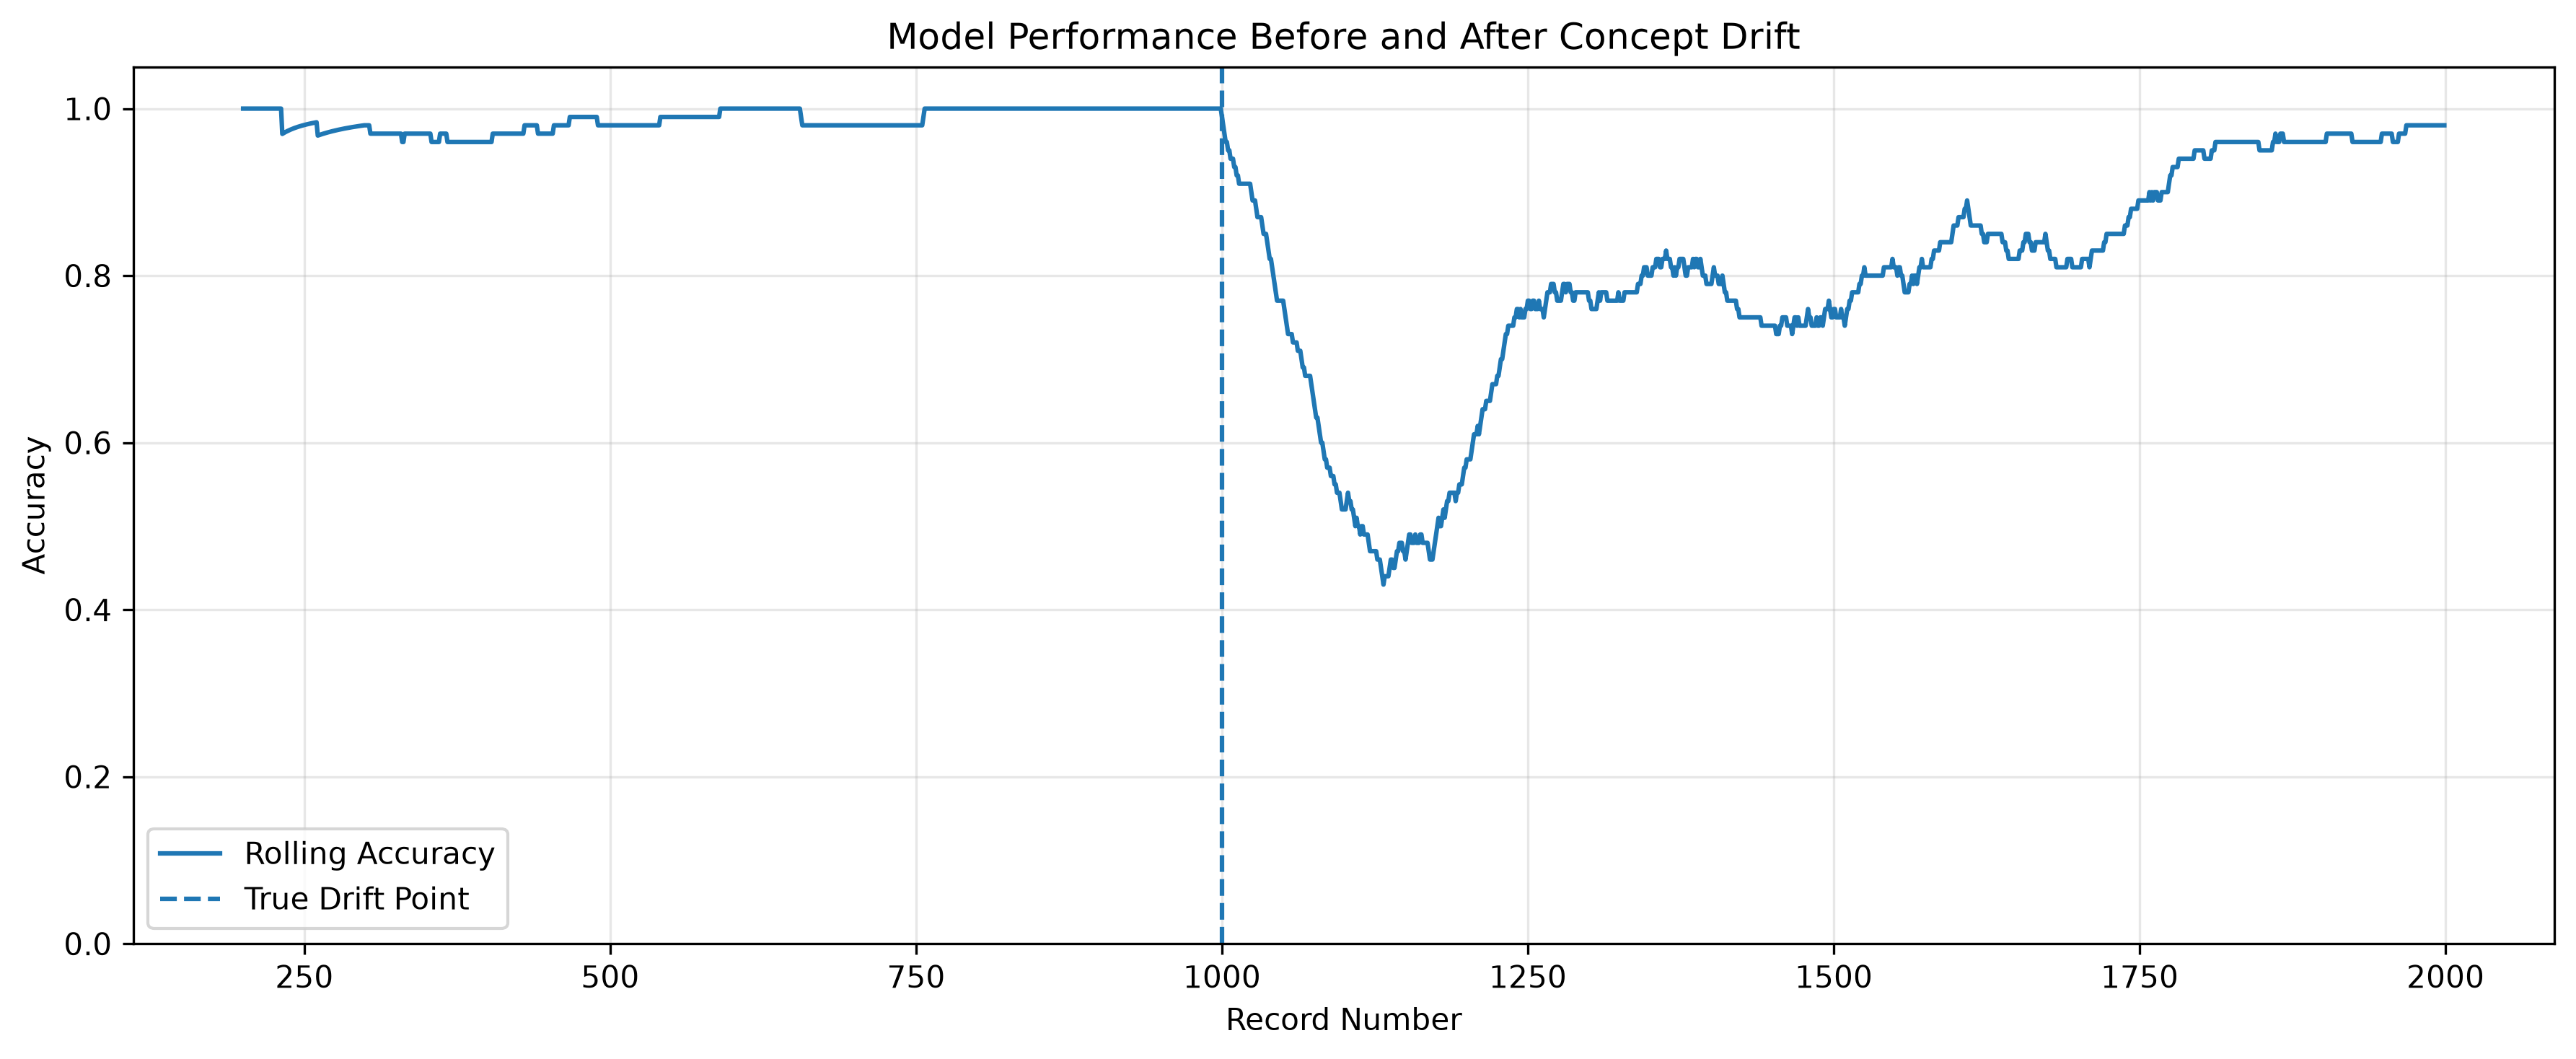 Model Performance Before and After Concept Drift
Accuracy
1.0
0.8
0.6
0.4
0.2
0.0
Rolling Accuracy
True Drift Point
250 500 750 1000 1250 1500 1750 2000
Record Number